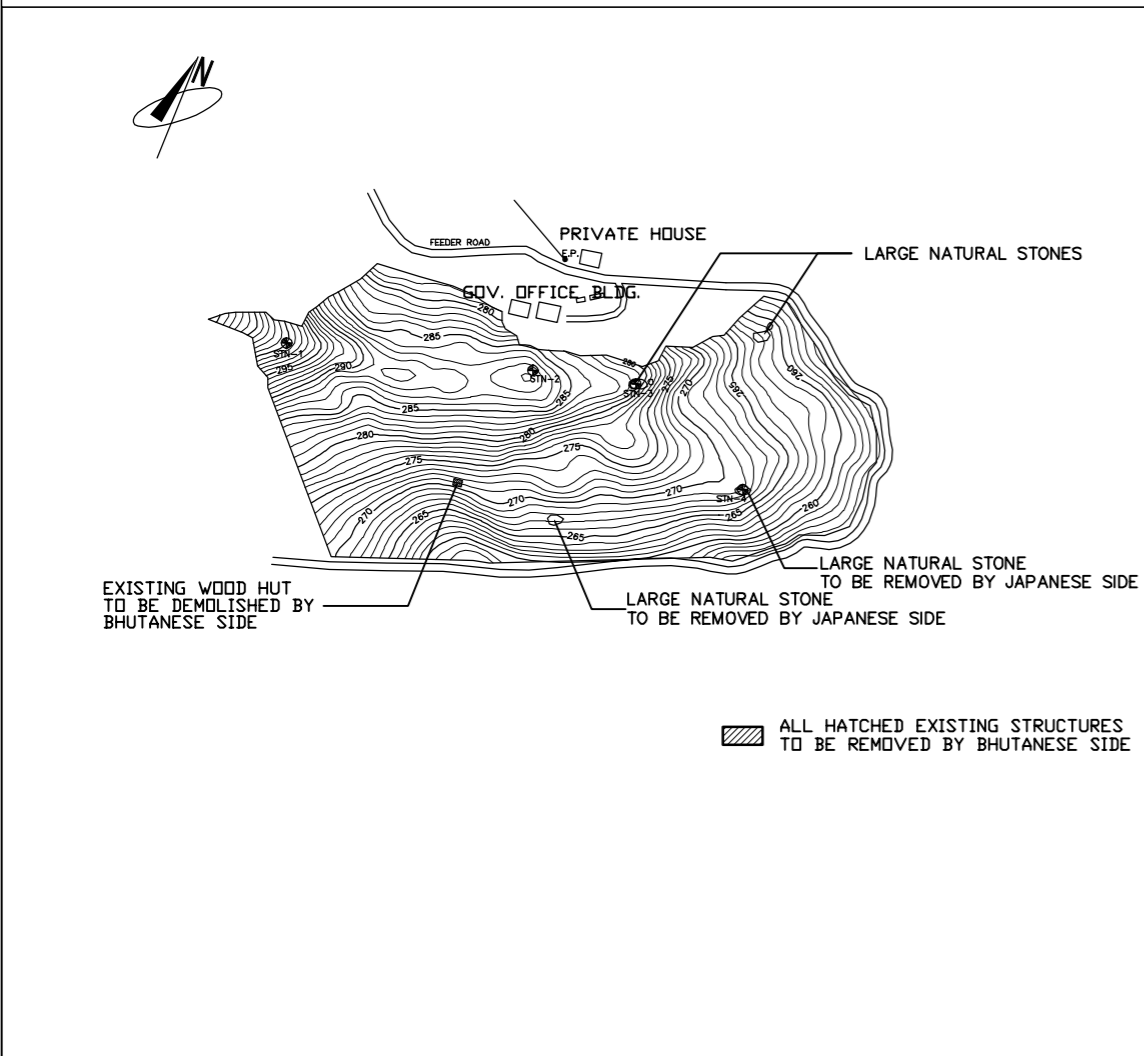 N
FEEDER ROAD
PRIVATE HOUSE
E.P.
LARGE NATURAL STONES
GOV. OFFICE BLDG.
280
285
STN-1
295
290
STN-2
285
285
280
STN-3
275
270
265
260
280
280
275
275
270
270
STN-4
270
265
265
265
260
EXISTING WOOD HUT
TO BE DEMOLISHED BY
BHUTANESE SIDE
LARGE NATURAL STONE
TO BE REMOVED BY JAPANESE SIDE
LARGE NATURAL STONE
TO BE REMOVED BY JAPANESE SIDE
ALL HATCHED EXISTING STRUCTURES
TO BE REMOVED BY BHUTANESE SIDE